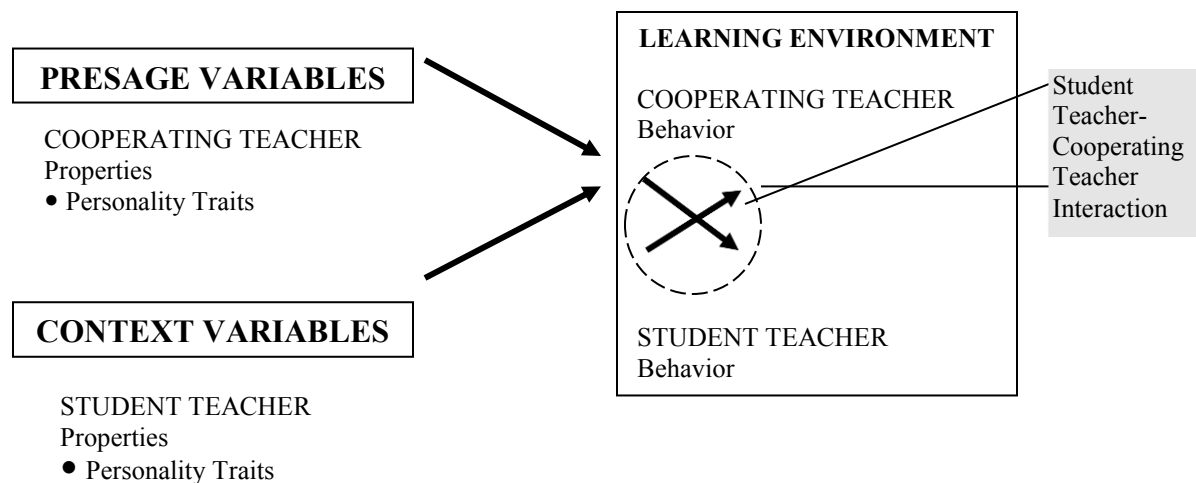 PRESAGE VARIABLES
COOPERATING TEACHER
Properties
• Personality Traits
CONTEXT VARIABLES
STUDENT TEACHER
Properties
• Personality Traits
LEARNING ENVIRONMENT
COOPERATING TEACHER
Behavior
STUDENT TEACHER
Behavior
Student
Teacher-
Cooperating
Teacher
Interaction